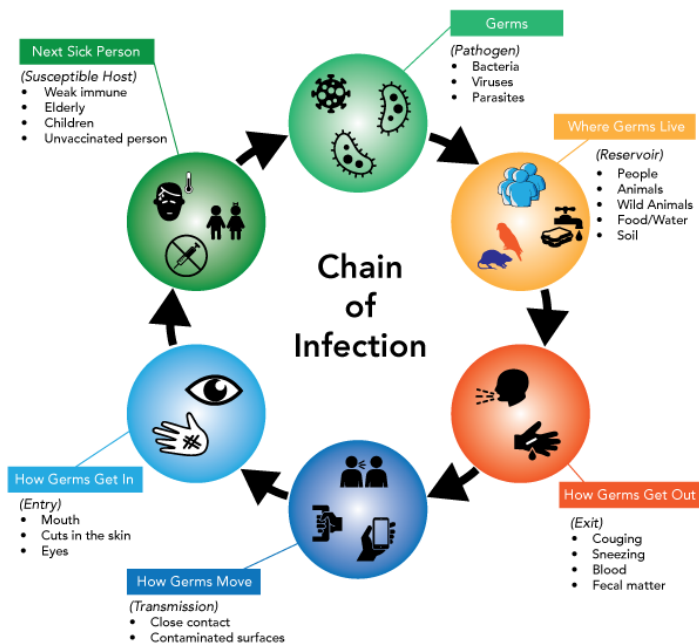 Germs
(Pathogen)
• Bacteria
• Viruses
• Parasites
Where Germs Live
(Reservoir)
• People
• Animals
• Wild Animals
• Food/Water
• Soil
How Germs Get Out
(Exit)
• Couging
• Sneezing
• Blood
• Fecal matter
How Germs Move
(Transmission)
• Close contact
• Contaminated surfaces
How Germs Get In
(Entry)
• Mouth
• Cuts in the skin
• Eyes
Next Sick Person
(Susceptible Host)
• Weak immune
• Elderly
• Children
• Unvaccinated person
Chain
of
Infection